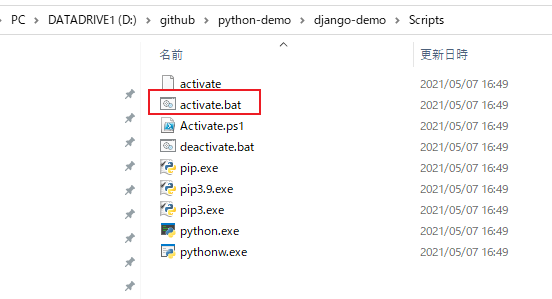 PC > DATADRIVE1 (D:) > github > python-demo > django-demo > Scripts
名前 更新日時
activate 2021/05/07 16:49
activate.bat 2021/05/07 16:49
Activate.ps1 2021/05/07 16:49
deactivate.bat 2021/05/07 16:49
pip.exe 2021/05/07 16:49
pip3.9.exe 2021/05/07 16:49
pip3.exe 2021/05/07 16:49
python.exe 2021/05/07 16:49
pythonw.exe 2021/05/07 16:49